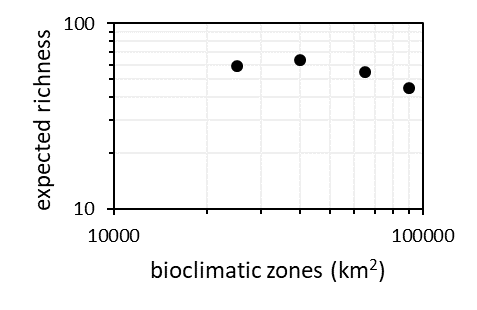 100
expected richness
10
10000
100000
bioclimatic zones (km²)